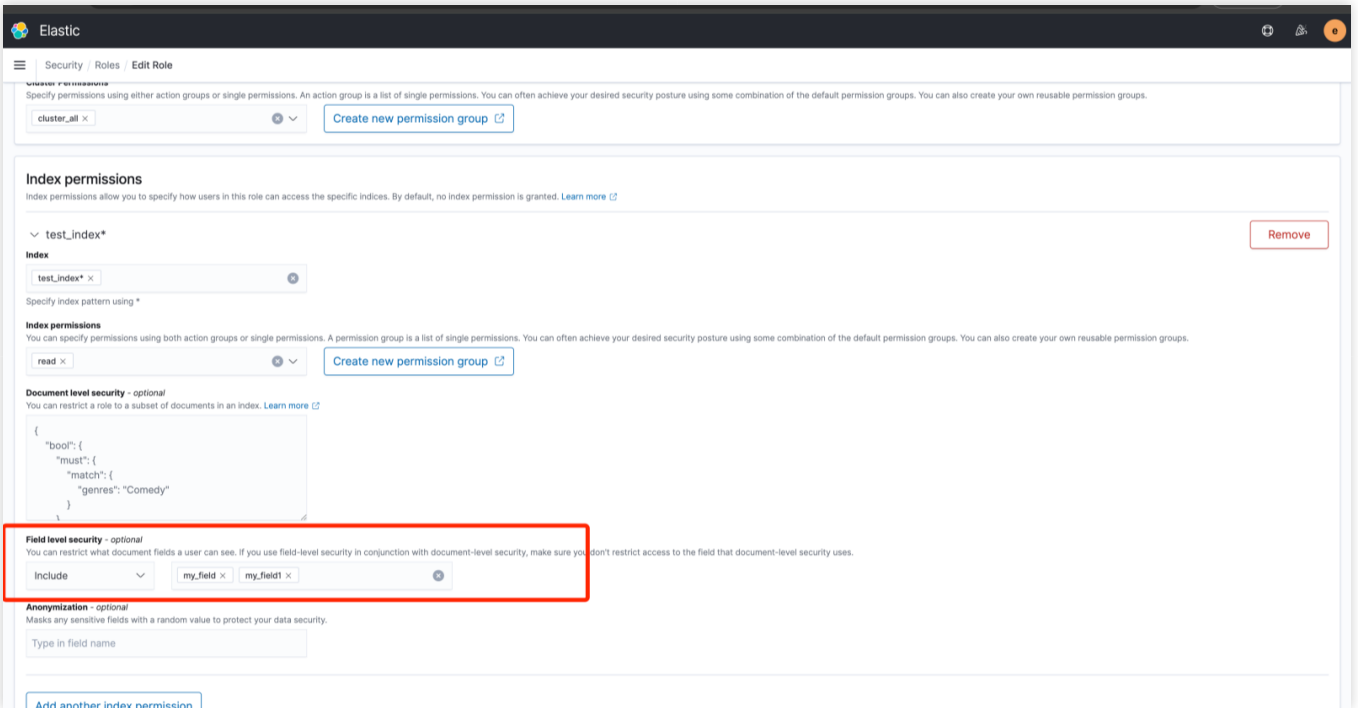 Elastic
e
Security / Roles / Edit Role
Cluster Permissions
Specify permissions using either action groups or single permissions. An action group is a list of single permissions. You can often achieve your desired security posture using some combination of the default permission groups. You can also create your own reusable permission groups.
cluster_all ×
Create new permission group
Index permissions
Index permissions allow you to specify how users in this role can access the specific indices. By default, no index permission is granted. Learn more
test_index*
Remove
Index
test_index* ×
Specify index pattern using *
Index permissions
You can specify permissions using both action groups or single permissions. A permission group is a list of single permissions. You can often achieve your desired security posture using some combination of the default permission groups. You can also create your own reusable permission groups.
read ×
Create new permission group
Document level security - optional
You can restrict a role to a subset of documents in an index. Learn more
{
"bool": {
"must": {
"match": {
"genres": "Comedy"
}
}
Field level security - optional
You can restrict what document fields a user can see. If you use field-level security in conjunction with document-level security, make sure you don't restrict access to the field that document-level security uses.
Include
my_field × my_field1 ×
Anonymization - optional
Masks any sensitive fields with a random value to protect your data security.
Type in field name
Add another index permission